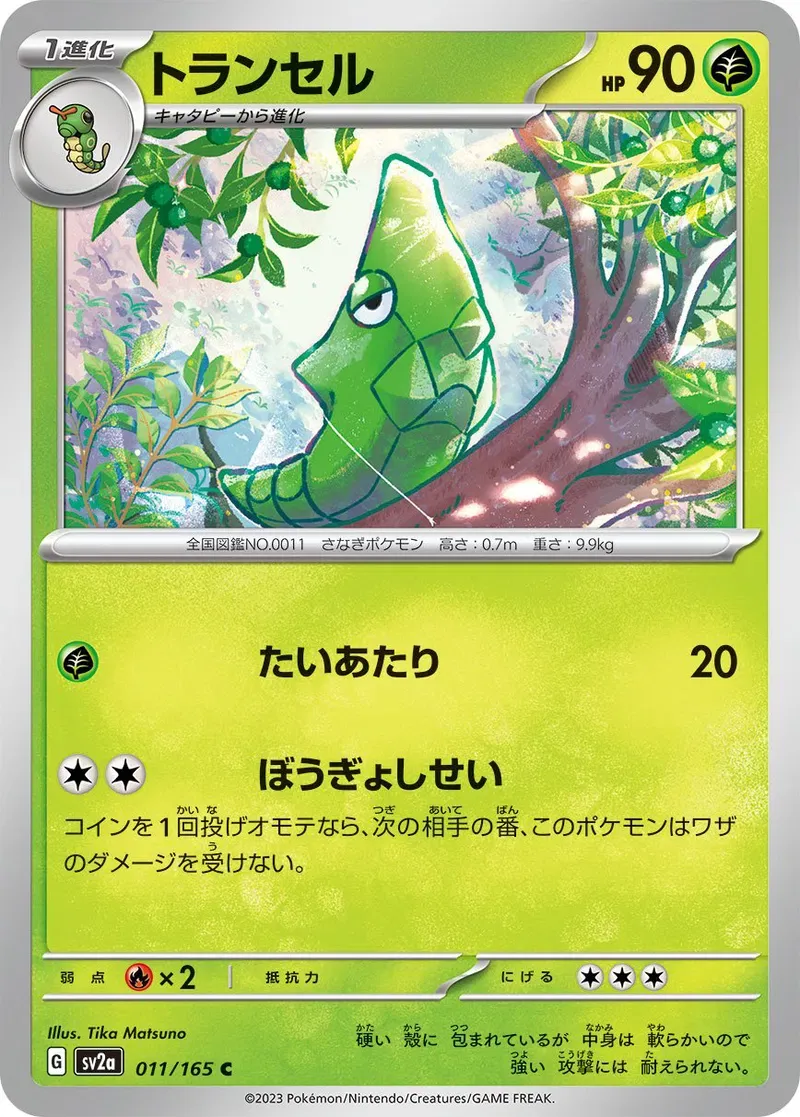 1進化
トランセル
HP 90
キャタピーから進化
全国図鑑NO.0011 さなぎポケモン 高さ:0.7m 重さ:9.9kg
たいあたり 20
ぼうぎょしせい
コインを1回投げオモテなら、次の相手の番、このポケモンはワザ
のダメージを受けない。
弱点 ×2 抵抗力 にげる
Illus. Tika Matsuno
硬い 殻に 包まれているが 中身は 軟らかいので
強い 攻撃には 耐えられない。
G sv2a 011/165 C
©2023 Pokémon/Nintendo/Creatures/GAME FREAK.